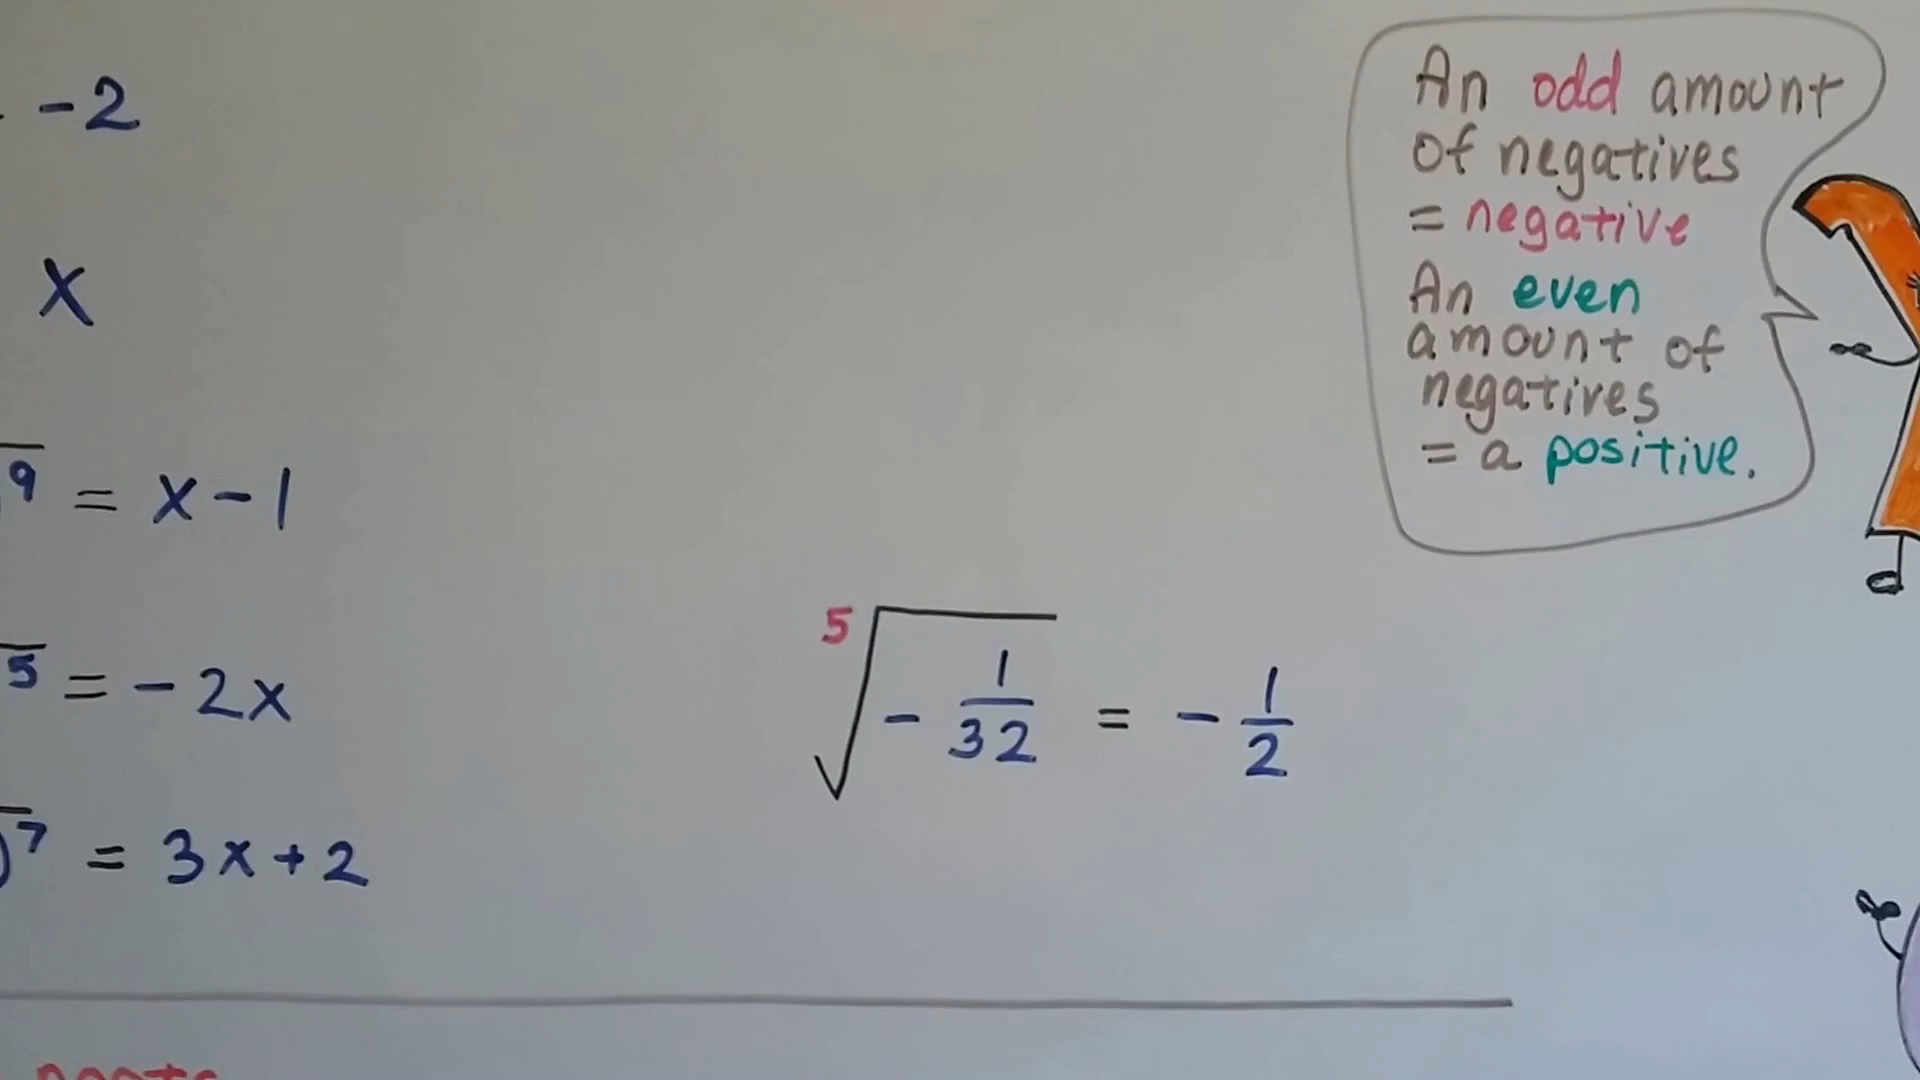 - 2
x
9 = x - 1
5 = - 2x
)7 = 3x + 2
5√ - 1/32 = - 1/2
An odd amount
of negatives
= negative
An even
amount of
negatives
= a positive.